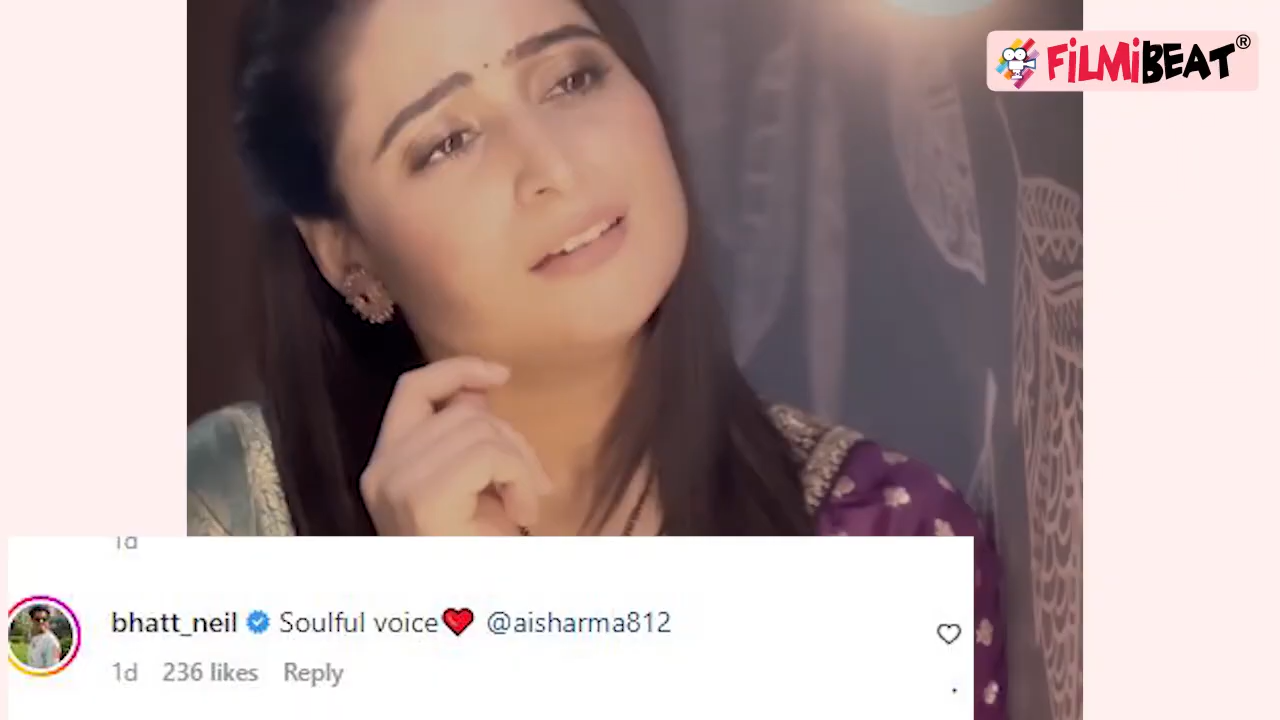 FiLMiBEAT®
1d
bhatt_neil Soulful voice❤️ @aisharma812
1d 236 likes Reply